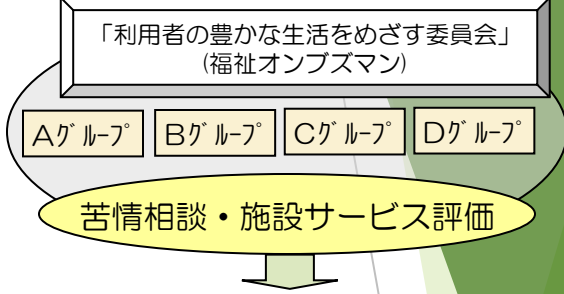 「利用者の豊かな生活をめざす委員会」
(福祉オンブズマン)
Aｸﾞﾙｰﾌﾟ Bｸﾞﾙｰﾌﾟ Cｸﾞﾙｰﾌﾟ Dｸﾞﾙｰﾌﾟ
苦情相談・施設サービス評価